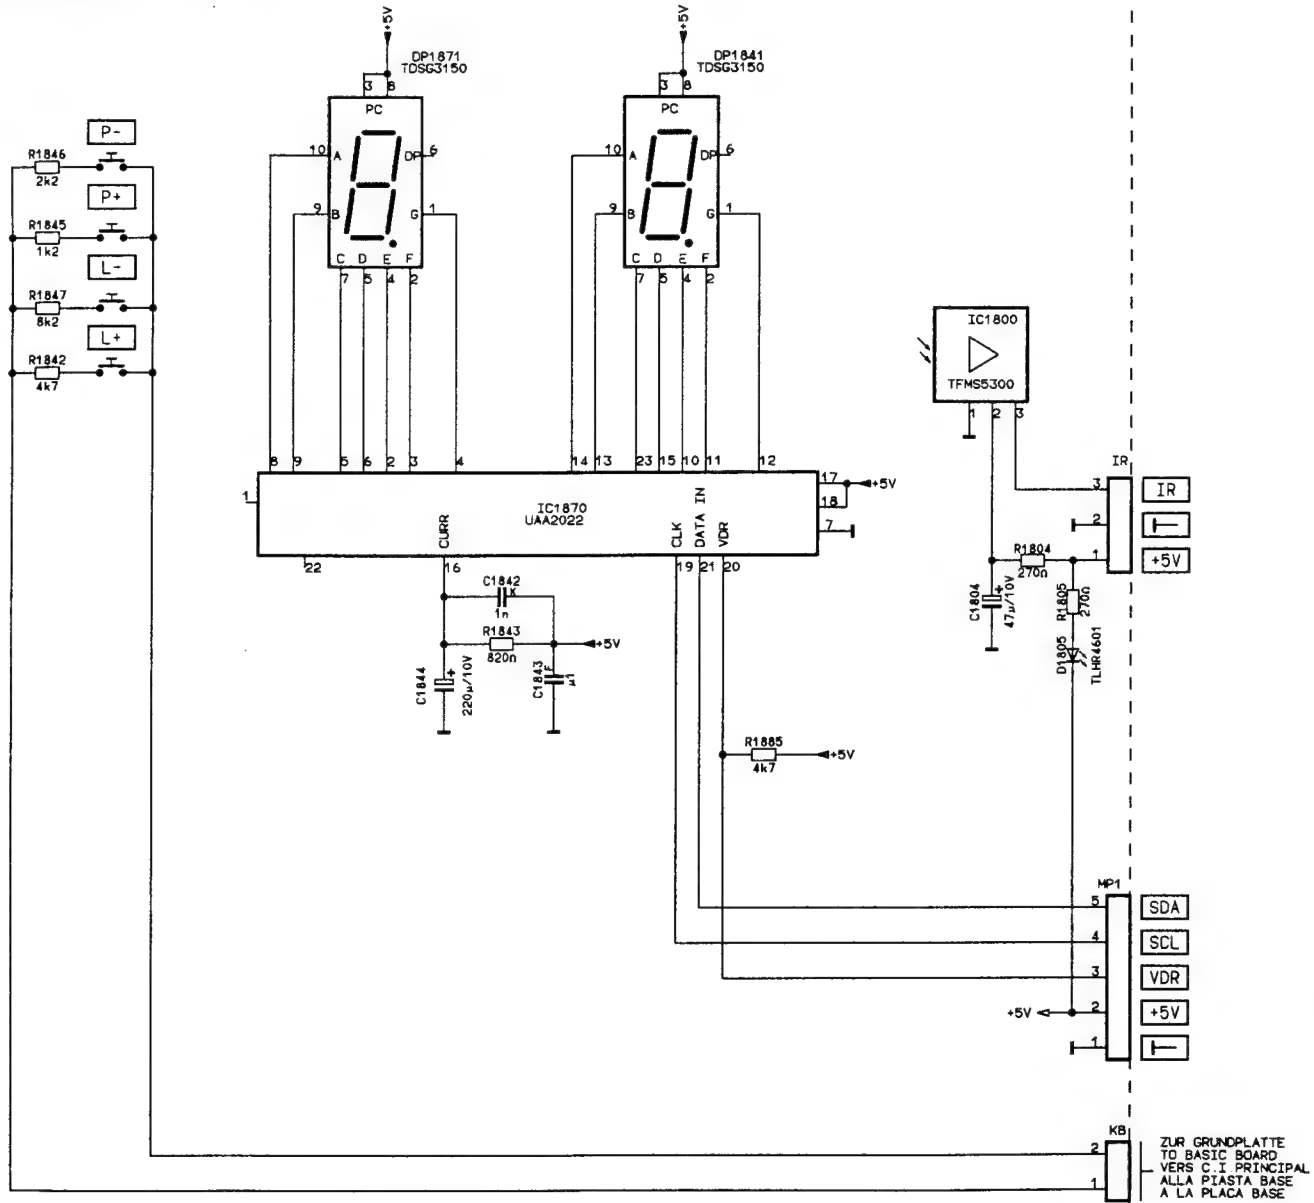 +5V
+5V
DP1871
TDSG3150
DP1841
TDSG3150
3 8
3 8
PC
PC
P-
R1846
2k2
P+
R1845
1k2
L-
R1847
8k2
L+
R1842
4k7
10 A DP 6
9 B G 1
C D E F
7 5 4 2
10 A DP 6
9 B G 1
C D E F
7 5 4 2
IC1800
TFMS5300
1 2 3
8 9 5 6 2 3 4 14 13 23 15 10 11 12
1
IC1870
UAA2022
CURR
CLK
DATA IN
VDR
17
18
+5V
7
22 16 19 21 20
IR
3 IR
2
1 +5V
R1804
270n
C1804
+
47µ/10V
R1805
270n
D1805
TLHR4601
C1842
K
1n
R1843
820n
+5V
C1844
+
220µ/10V
C1843
F
µ1
R1885
4k7
+5V
MP1
5 SDA
4 SCL
3 VDR
+5V 2 +5V
1
KB
2
1
ZUR GRUNDPLATTE
TO BASIC BOARD
VERS C.I.PRINCIPAL
ALLA PIASTA BASE
A LA PLACA BASE